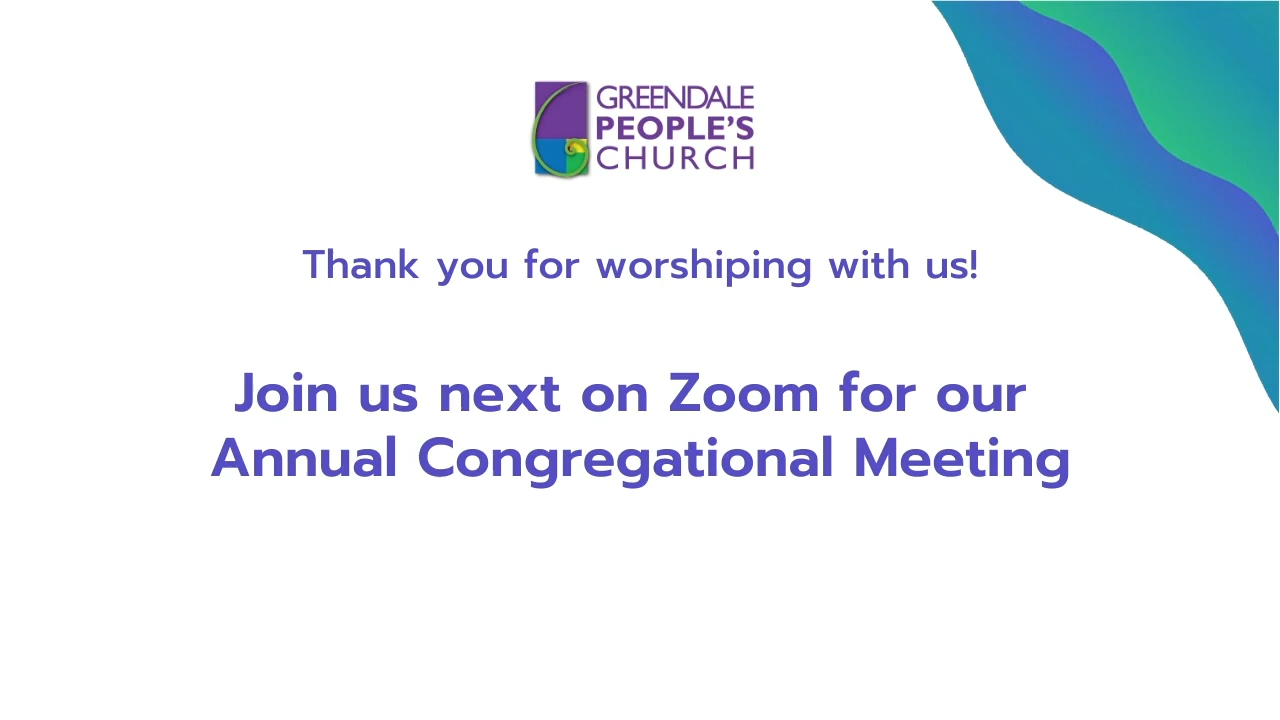 GREENDALE
PEOPLE'S
CHURCH
Thank you for worshiping with us!
Join us next on Zoom for our
Annual Congregational Meeting